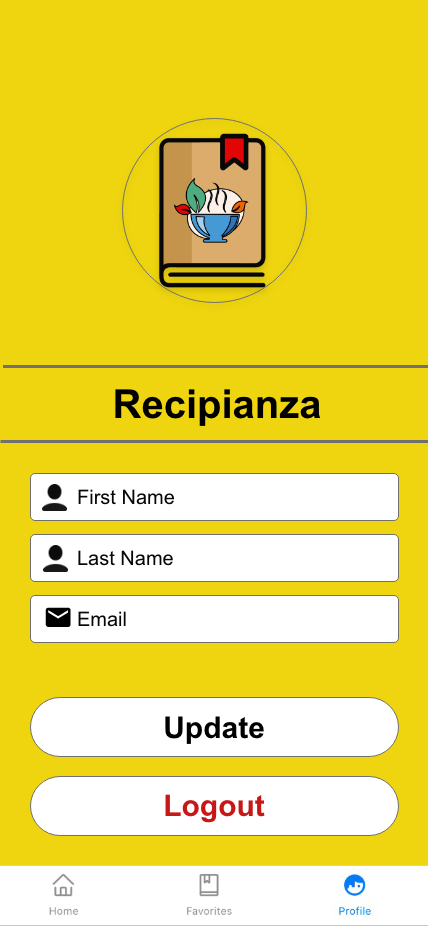 Recipianza
First Name
Last Name
Email
Update
Logout
Home
Favorites
Profile